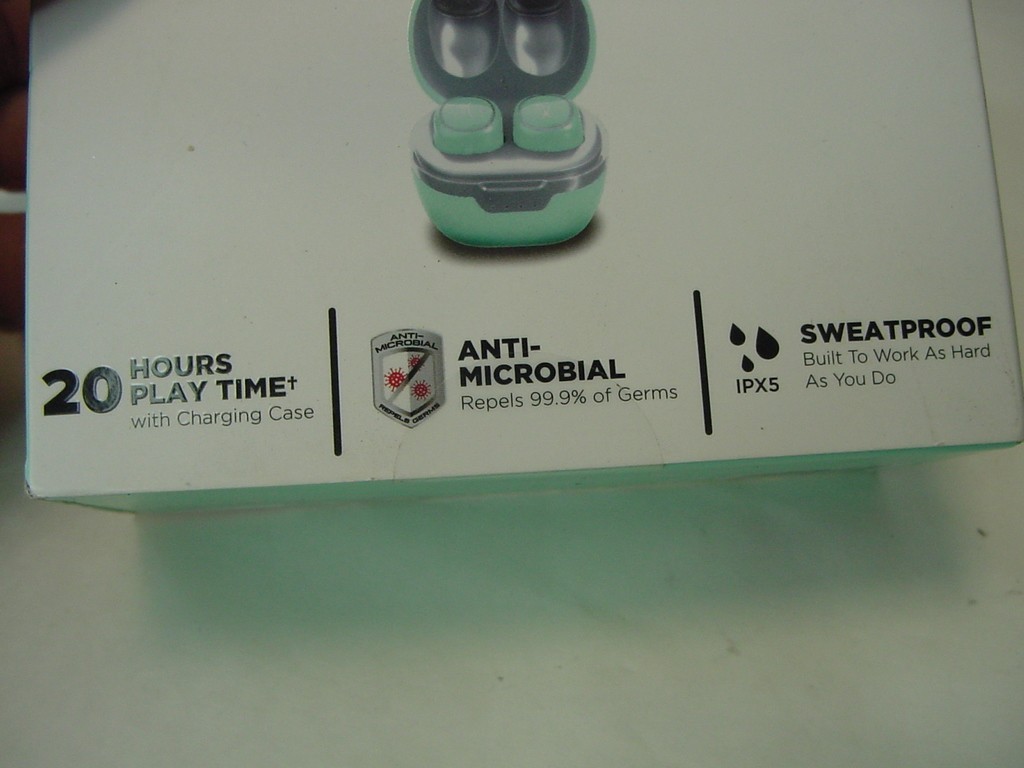 20 HOURS
PLAY TIME†
with Charging Case
ANTI-
MICROBIAL
REPELS GERMS
ANTI-
MICROBIAL
Repels 99.9% of Germs
IPX5
SWEATPROOF
Built To Work As Hard
As You Do